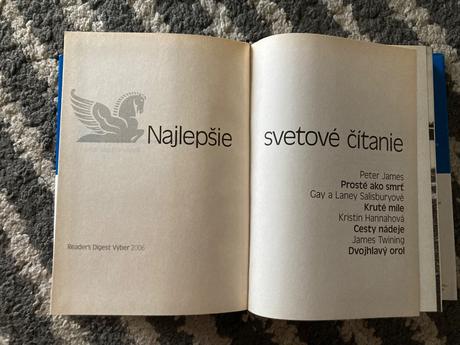 Najlepšie svetové čítanie
Peter James
Prosté ako smrť
Gay a Laney Salisburyové
Kruté míle
Kristin Hannahová
Cesty nádeje
James Twining
Dvojhlavý orol
Reader's Digest Výber 2006